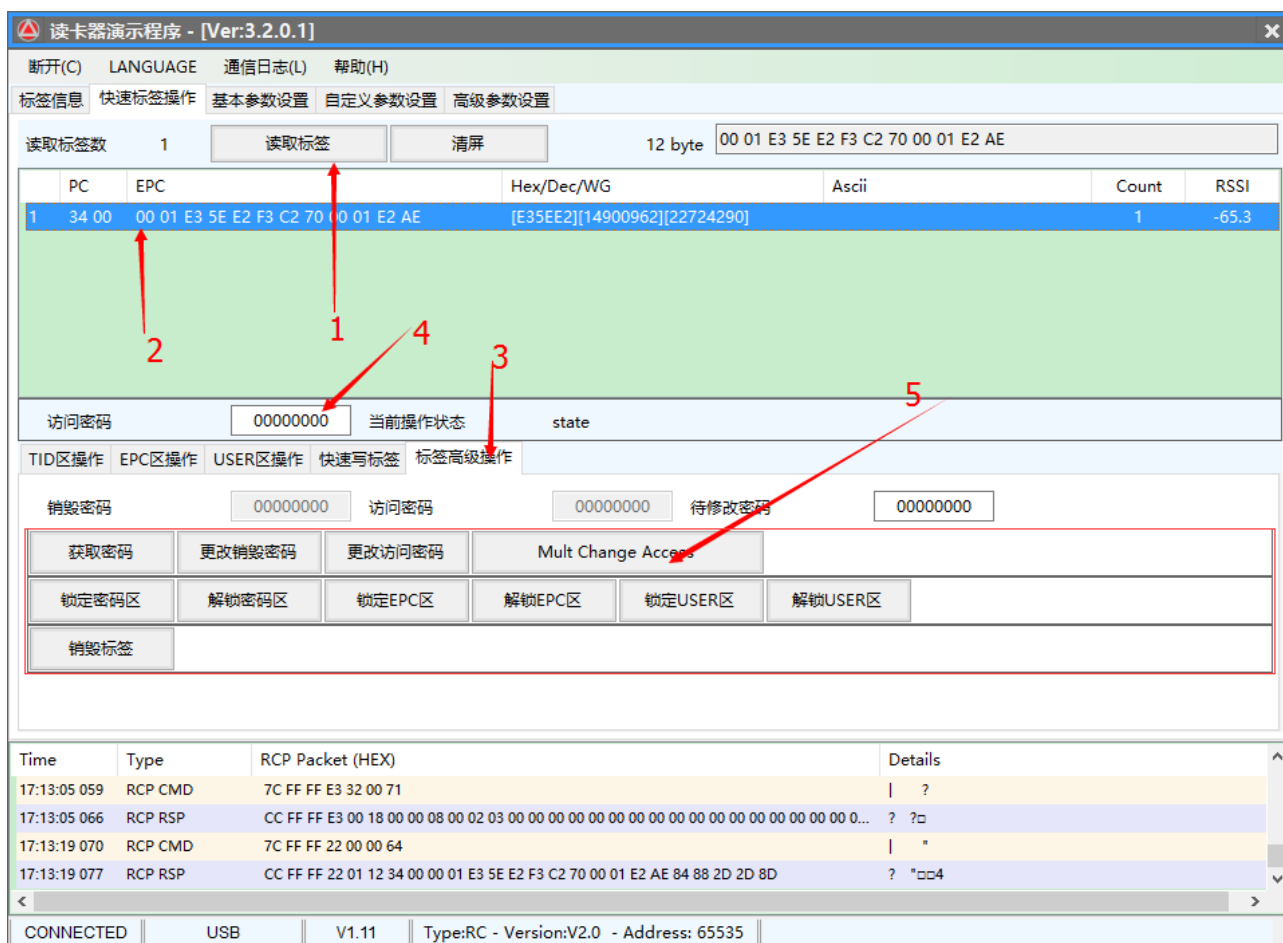 读卡器演示程序 - [Ver:3.2.0.1]
断开(C) LANGUAGE 通信日志(L) 帮助(H)
标签信息 快速标签操作 基本参数设置 自定义参数设置 高级参数设置
读取标签数 1 读取标签 清屏 12 byte 00 01 E3 5E E2 F3 C2 70 00 01 E2 AE
PC EPC Hex/Dec/WG Ascii Count RSSI
1 34 00 00 01 E3 5E E2 F3 C2 70 00 01 E2 AE [E35EE2][14900962][22724290] 1 -65.3
1
2
4
3
5
访问密码 00000000 当前操作状态 state
TID区操作 EPC区操作 USER区操作 快速写标签 标签高级操作
销毁密码 00000000 访问密码 00000000 待修改密码 00000000
获取密码 更改销毁密码 更改访问密码 Mult Change Access
锁定密码区 解锁密码区 锁定EPC区 解锁EPC区 锁定USER区 解锁USER区
销毁标签
Time Type RCP Packet (HEX) Details
17:13:05 059 RCP CMD 7C FF FF E3 32 00 71 | ?
17:13:05 066 RCP RSP CC FF FF E3 00 18 00 00 08 00 02 03 00 00 00 00 00 00 00 00 00 00 00 00 00 00 0... ? ?□
17:13:19 070 RCP CMD 7C FF FF 22 00 00 64 | "
17:13:19 077 RCP RSP CC FF FF 22 01 12 34 00 00 01 E3 5E E2 F3 C2 70 00 01 E2 AE 84 88 2D 2D 8D ? "□□4
CONNECTED USB V1.11 Type:RC - Version:V2.0 - Address: 65535